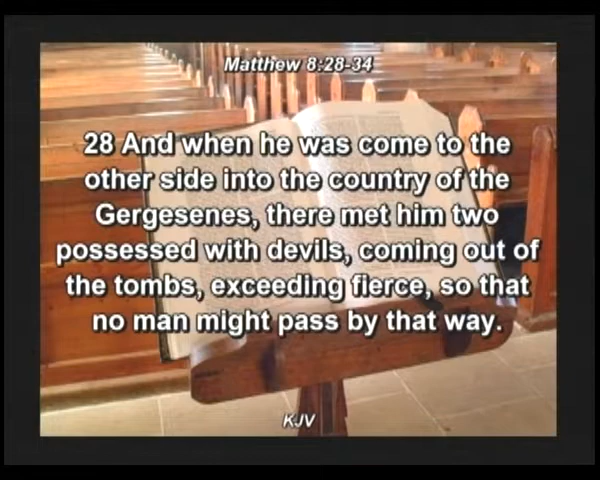 Matthew 8:28-34
28 And when he was come to the
other side into the country of the
Gergesenes, there met him two
possessed with devils, coming out of
the tombs, exceeding fierce, so that
no man might pass by that way.
KJV